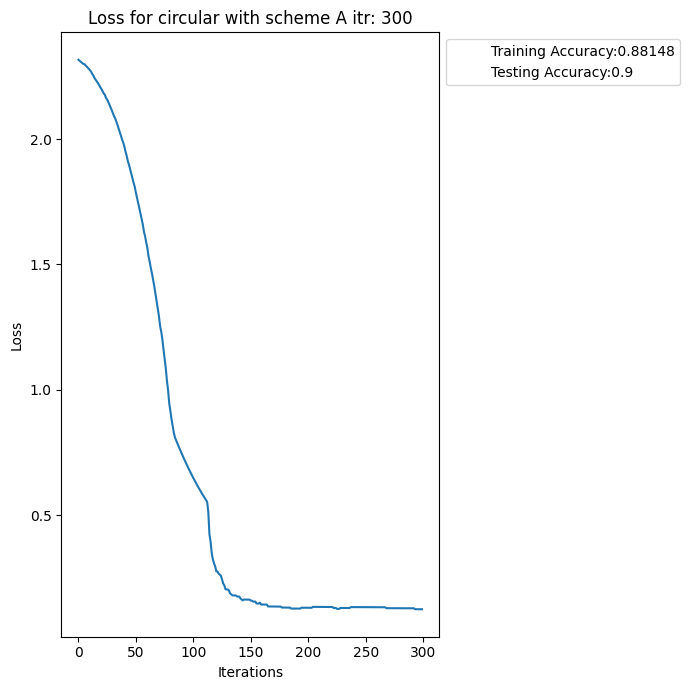 Loss for circular with scheme A itr: 300
Training Accuracy:0.88148
Testing Accuracy:0.9
2.0
1.5
1.0
0.5
Loss
0 50 100 150 200 250 300
Iterations